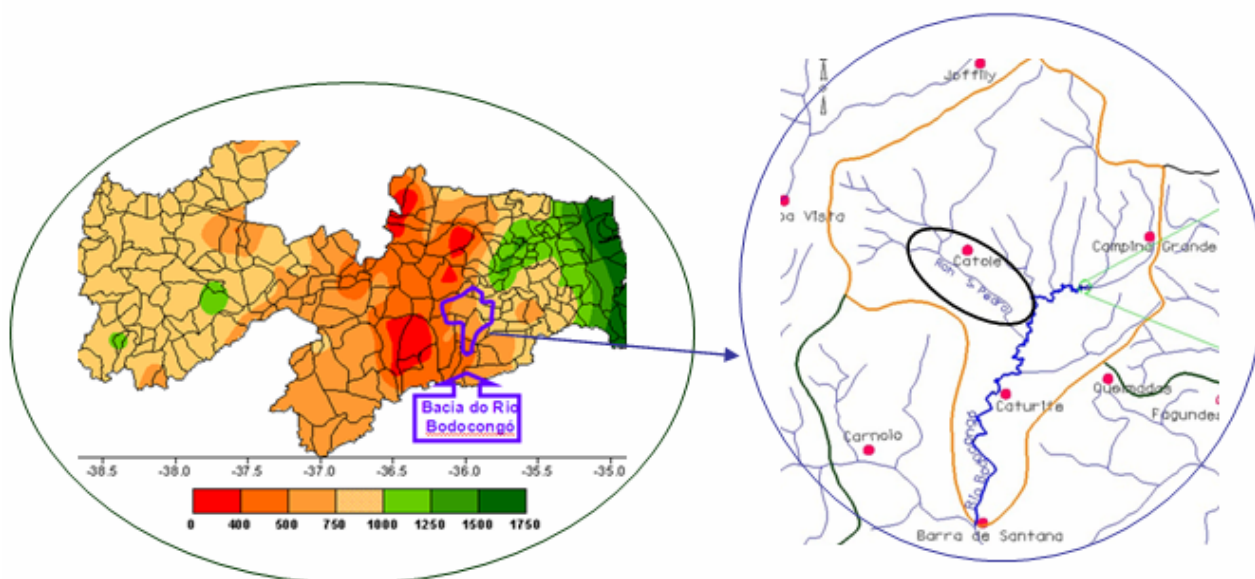 Bacia do Rio
Bodocongó
-38.5 -38.0 -37.5 -37.0 -36.5 -36.0 -35.5 -35.0
0 400 500 750 1000 1250 1500 1750
Joffily
Vista
Campina Grande
Catole
Rch S. Pedro
Queimadas
Caturite
Carnoio
Rio Bodocongo
Barra de Santana